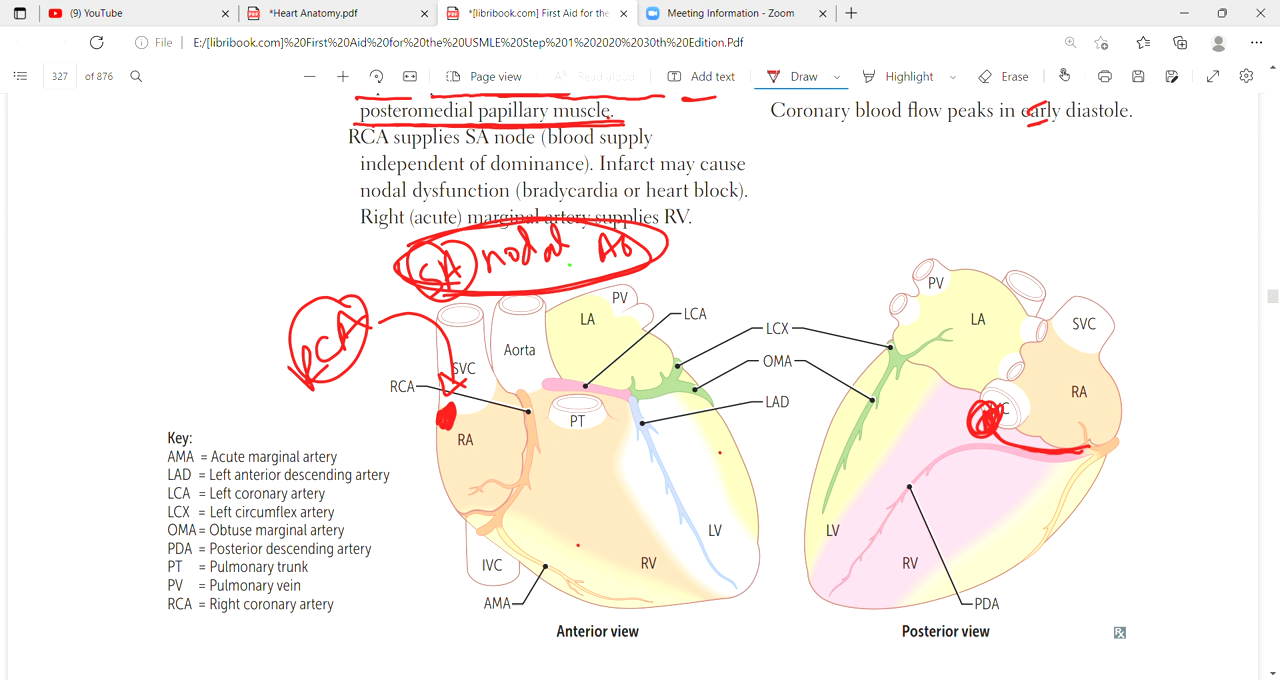 (9) YouTube
*Heart Anatomy.pdf
*[libribook.com] First Aid for the
Meeting Information - Zoom
File
E:/[libribook.com]%20First%20Aid%20for%20the%20USMLE%20Step%201%202020%2030th%20Edition.Pdf
327 of 876
Page view
Read aloud
Add text
Draw
Highlight
Erase
posteromedial papillary muscle.
RCA supplies SA node (blood supply
independent of dominance). Infarct may cause
nodal dysfunction (bradycardia or heart block).
Right (acute) marginal artery supplies RV.
Coronary blood flow peaks in early diastole.
SA nodal
RCA
PV
LA
LCA
Aorta
SVC
RCA
PT
RA
LAD
LCX
OMA
LV
RV
IVC
AMA
Anterior view
PV
LA
SVC
RA
LV
RV
PDA
Posterior view
Key:
AMA = Acute marginal artery
LAD = Left anterior descending artery
LCA = Left coronary artery
LCX = Left circumflex artery
OMA = Obtuse marginal artery
PDA = Posterior descending artery
PT = Pulmonary trunk
PV = Pulmonary vein
RCA = Right coronary artery